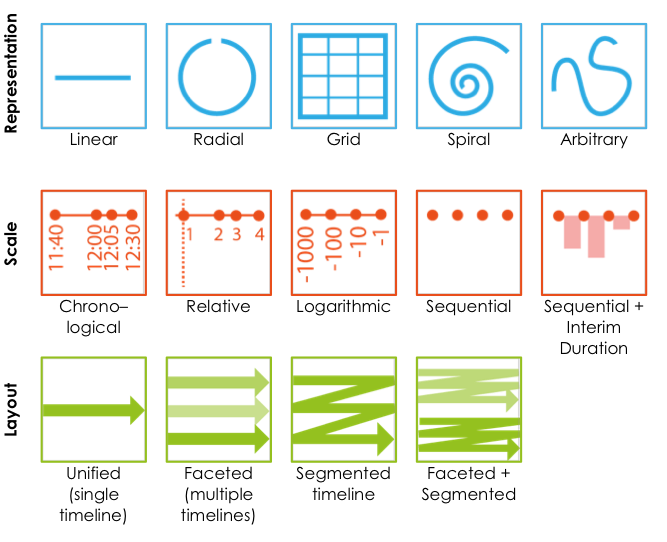 Representation
Linear
Radial
Grid
Spiral
Arbitrary
Scale
11:40
12:00
12:05
12:30
1
2
3
4
-1000
-100
-10
-1
Chrono–
logical
Relative
Logarithmic
Sequential
Sequential +
Interim
Duration
Layout
Unified
(single
timeline)
Faceted
(multiple
timelines)
Segmented
timeline
Faceted +
Segmented